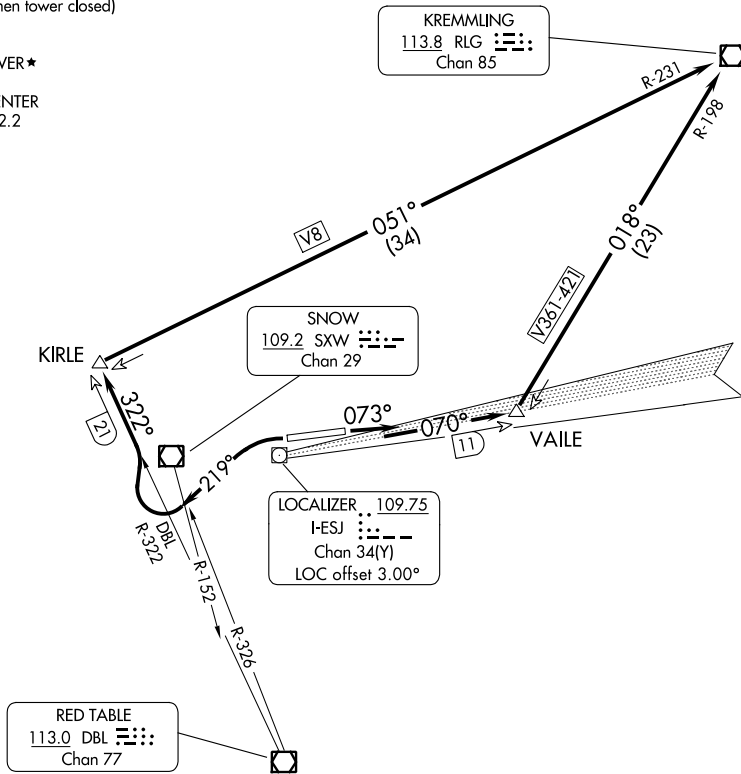 hen tower closed)
VER★
ENTER
2.2
KREMMLING
113.8 RLG
Chan 85
R-231
R-198
V8
051°
(34)
018°
(23)
V361-421
SNOW
109.2 SXW
Chan 29
KIRLE
21
322°
073°
070°
11
VAILE
219°
LOCALIZER 109.75
I-ESJ
Chan 34(Y)
LOC offset 3.00°
DBL
R-322
R-152
R-326
RED TABLE
113.0 DBL
Chan 77